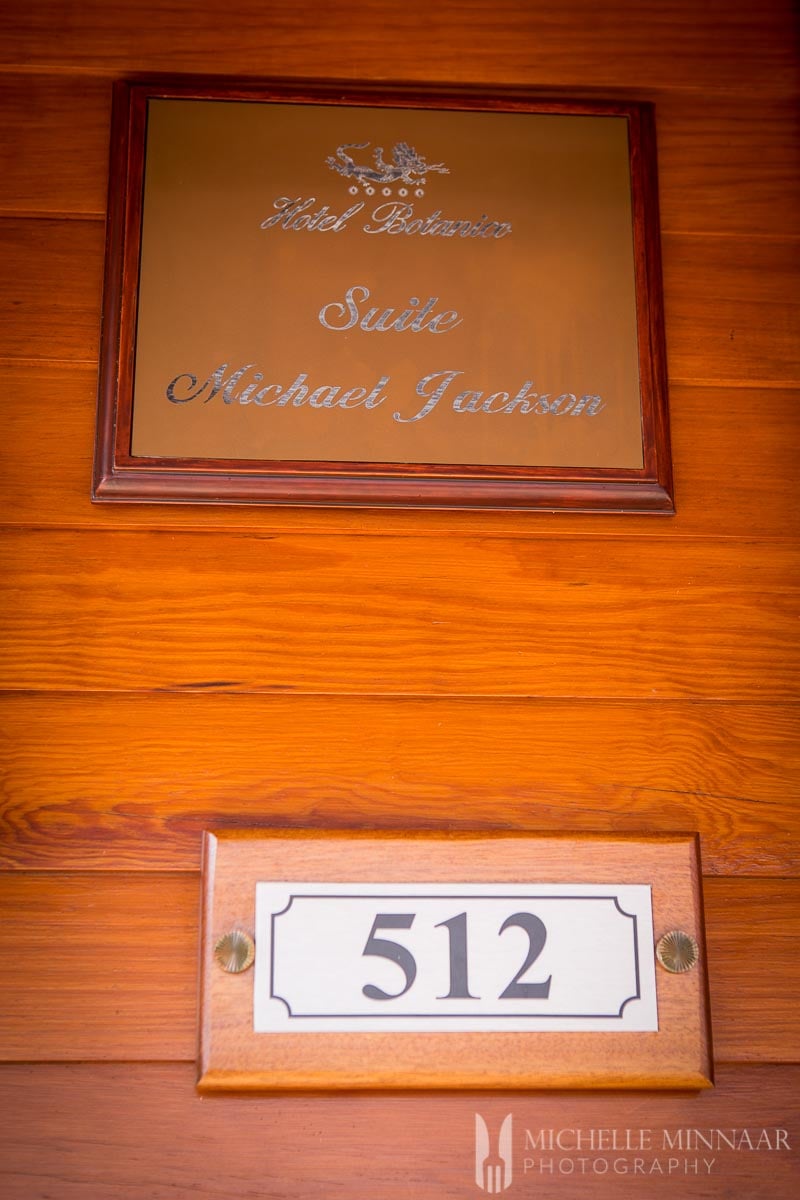 Hotel Botanico
Suite
Michael Jackson
512
MICHELLE MINNAAR
PHOTOGRAPHY